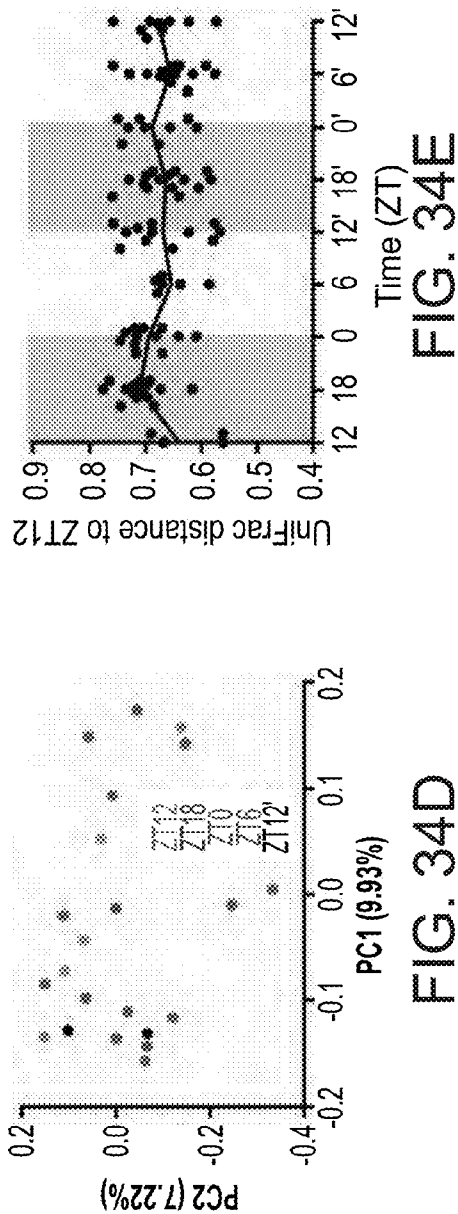 PC2 (7.22%)
0.2
0.0
-0.2
-0.4
-0.2
-0.1
0.0
0.1
0.2
PC1 (9.93%)
ZT12
ZT18
ZT0
ZT6
ZT12'
FIG. 34D
UniFrac distance to ZT12
0.9
0.8
0.7
0.6
0.5
0.4
12
18
0
6
12'
18'
0'
6'
12'
Time (ZT)
FIG. 34E